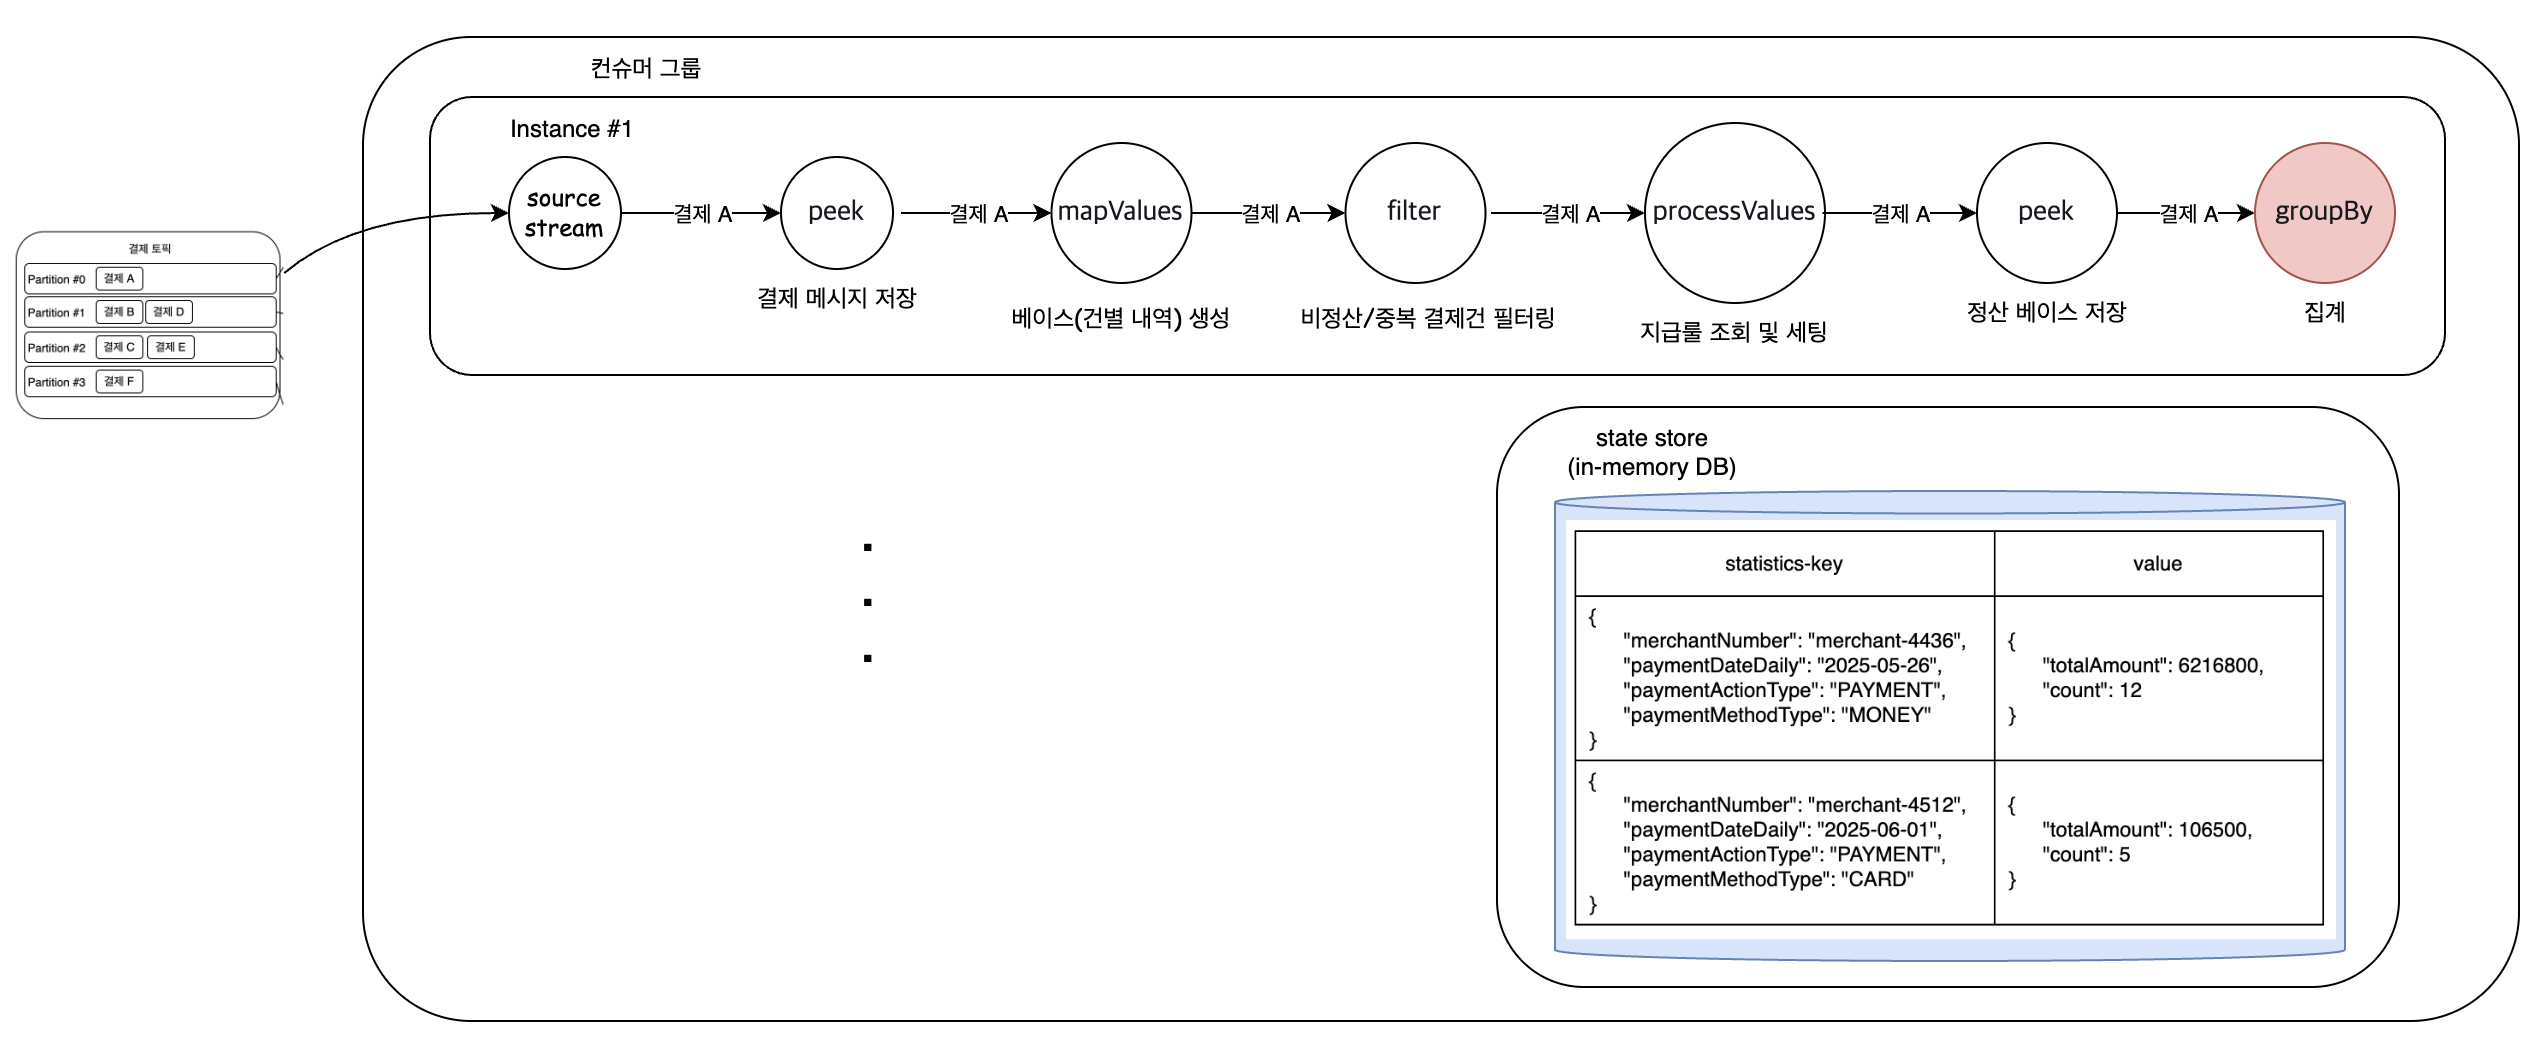 컨슈머 그룹
Instance #1
source
stream
결제 A
peek
결제 A
mapValues
결제 A
filter
결제 A
processValues
결제 A
peek
결제 A
groupBy
결제 메시지 저장
베이스(건별 내역) 생성
비정산/중복 결제건 필터링
지급룰 조회 및 세팅
정산 베이스 저장
집계
결제 토픽
Partition #0 결제 A
Partition #1 결제 B 결제 D
Partition #2 결제 C 결제 E
Partition #3 결제 F
state store
(in-memory DB)
statistics-key value
{
"merchantNumber": "merchant-4436",
"paymentDateDaily": "2025-05-26",
"paymentActionType": "PAYMENT",
"paymentMethodType": "MONEY"
}
{
"totalAmount": 6216800,
"count": 12
}
{
"merchantNumber": "merchant-4512",
"paymentDateDaily": "2025-06-01",
"paymentActionType": "PAYMENT",
"paymentMethodType": "CARD"
}
{
"totalAmount": 106500,
"count": 5
}